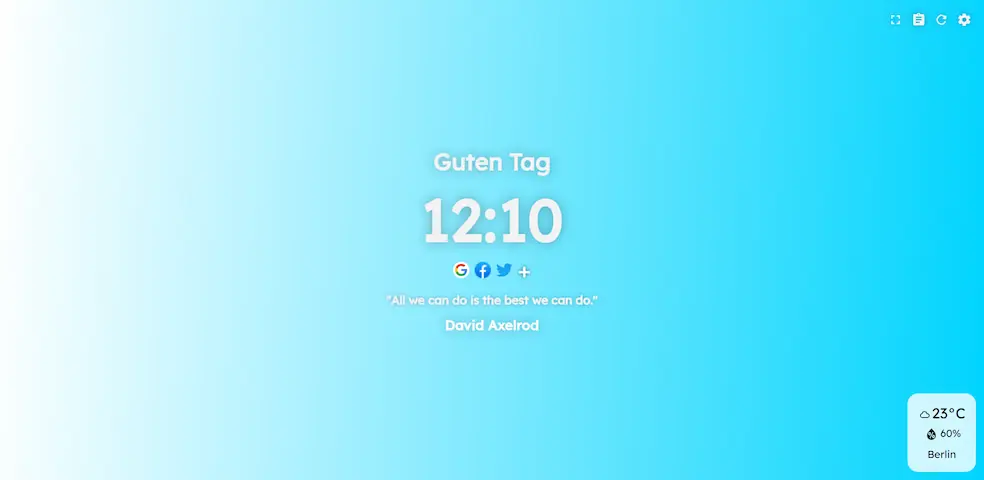 Guten Tag
12:10
"All we can do is the best we can do."
David Axelrod
23°C
60%
Berlin